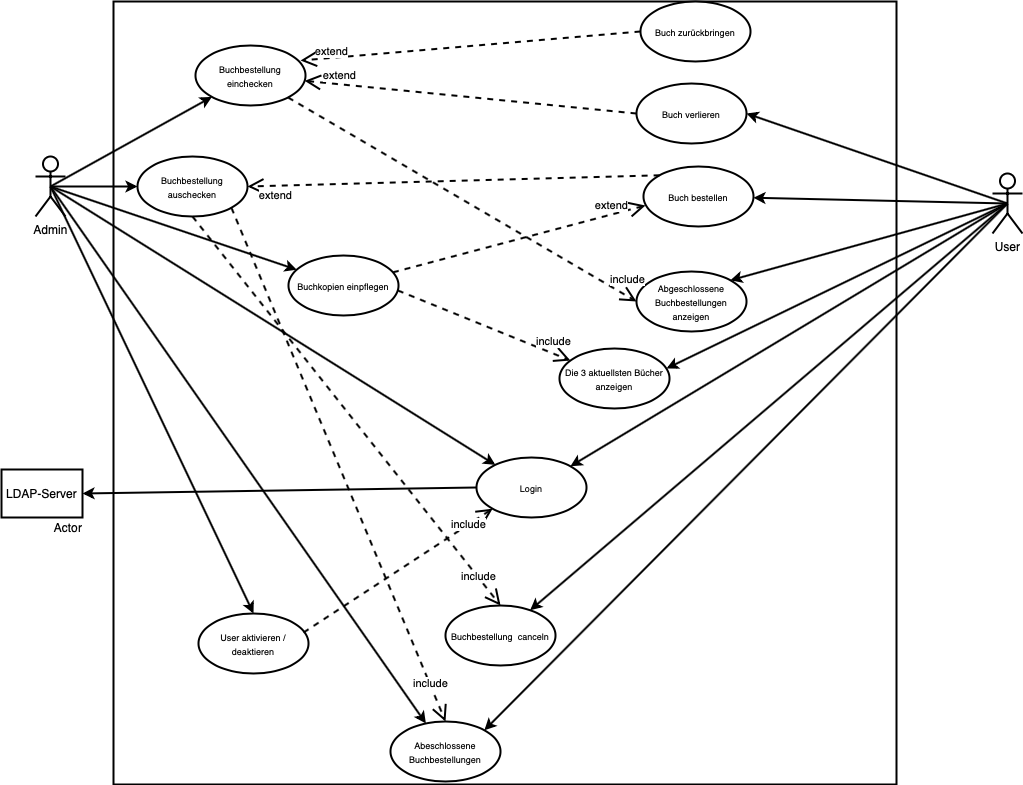 Buch zurückbringen
extend
Buchbestellung
einchecken
extend
Buch verlieren
Buchbestellung
auschecken
extend
Buch bestellen
extend
Admin
User
Buchkopien einpflegen
include
Abgeschlossene
Buchbestellungen
anzeigen
include
Die 3 aktuellsten Bücher
anzeigen
Login
LDAP-Server
Actor
include
include
User aktivieren /
deaktieren
Buchbestellung canceln
include
Abeschlossene
Buchbestellungen